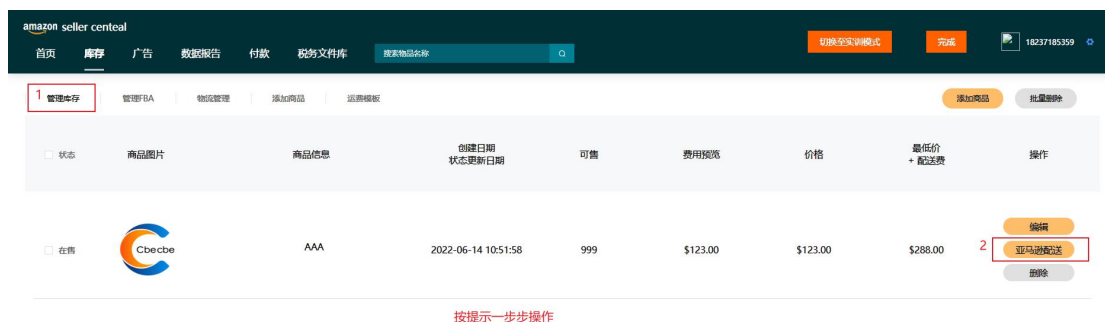 amazon seller centeal
首页 库存 广告 数据报告 付款 税务文件库 搜索物品名称 切换至实训模式 完成 18237185359
1 管理库存 管理FBA 物流管理 添加商品 运费模板 添加商品 批量删除
状态 商品图片 商品信息 创建日期 可售 费用预览 价格 最低价 操作
状态更新日期 + 配送费
编辑
在售 Cbecbe AAA 2022-06-14 10:51:58 999 $123.00 $123.00 $288.00 2 亚马逊配送
删除
按提示一步步操作